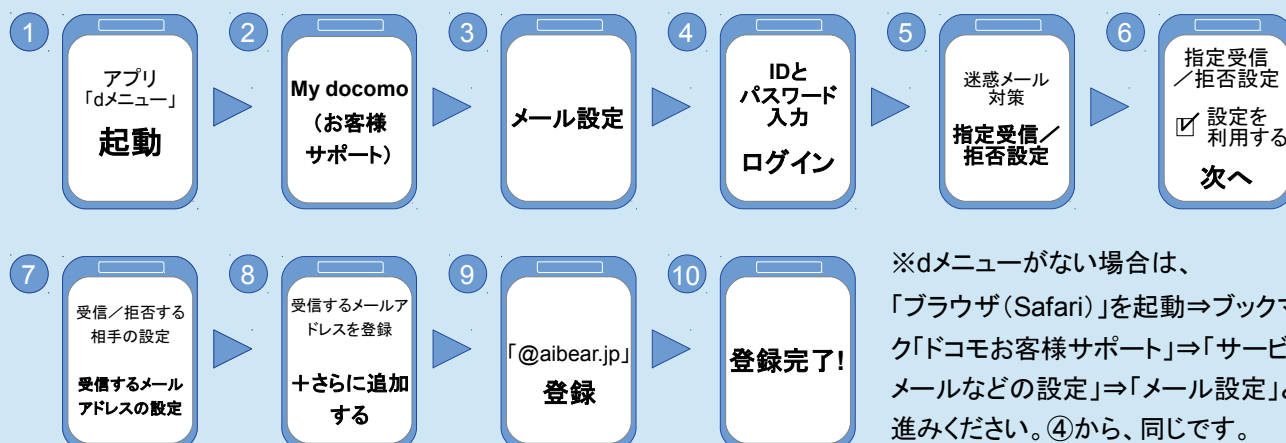 ①
アプリ
「dメニュー」
起動
②
My docomo
(お客様
サポート)
③
メール設定
④
IDと
パスワード
入力
ログイン
⑤
迷惑メール
対策
指定受信／
拒否設定
⑥
指定受信
／拒否設定
☑ 設定を
利用する
次へ
⑦
受信／拒否する
相手の設定
受信するメール
アドレスの設定
⑧
受信するメールア
ドレスを登録
＋さらに追加
する
⑨
「@aibear.jp」
登録
⑩
登録完了!
※dメニューがない場合は、
「ブラウザ(Safari)」を起動⇒ブックマ
ク「ドコモお客様サポート」⇒「サービ
メールなどの設定」⇒「メール設定」
進みください。④から、同じです。